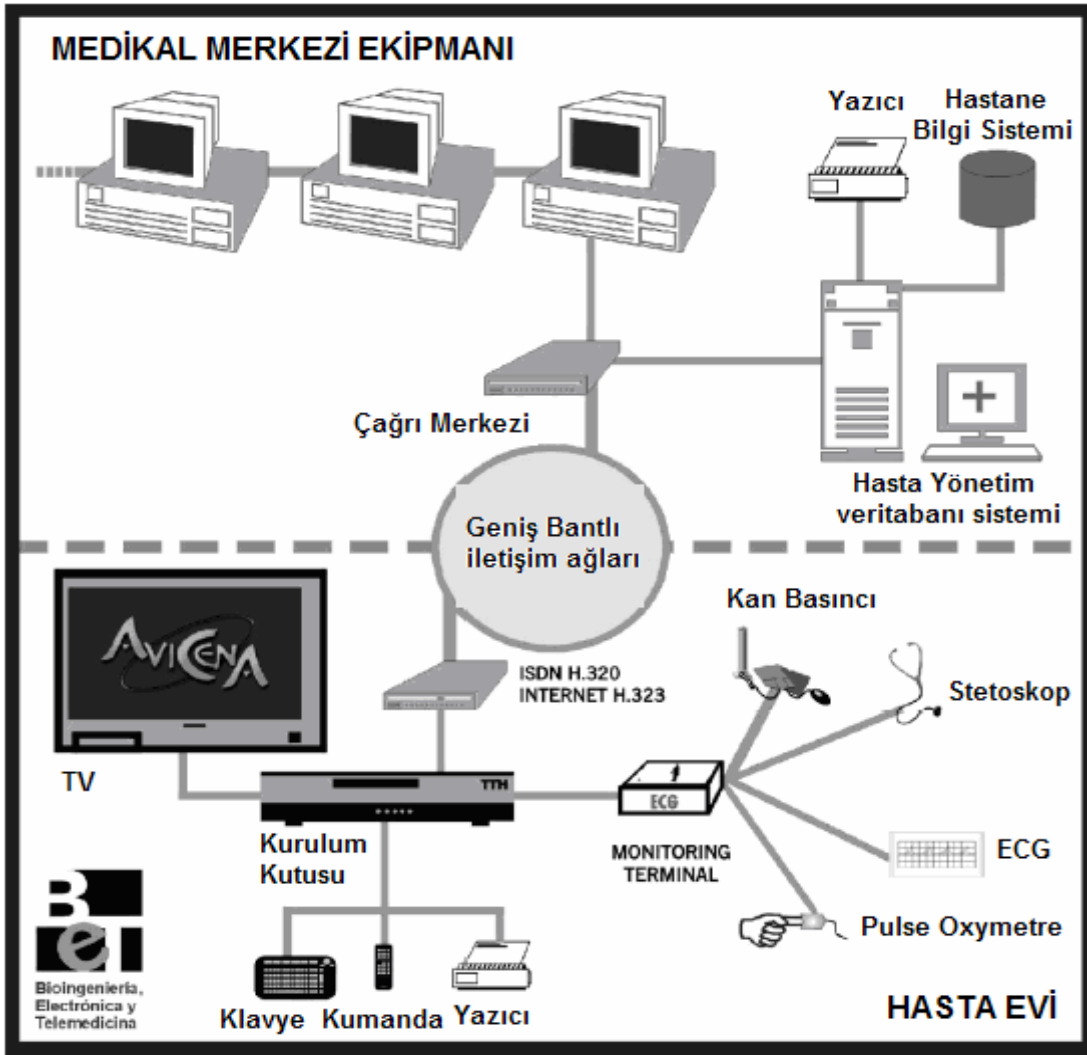 MEDİKAL MERKEZİ EKİPMANI
Yazıcı
Hastane
Bilgi Sistemi
Çağrı Merkezi
Hasta Yönetim
veritabanı sistemi
Geniş Bantlı
iletişim ağları
AVICENA
TV
ISDN H.320
INTERNET H.323
Kan Basıncı
Stetoskop
TTH
Kurulum
Kutusu
ECG
MONITORING
TERMINAL
ECG
Pulse Oxymetre
Klavye
Kumanda
Yazıcı
BeT
Bioingeniería,
Electrónica y
Telemedicina
HASTA EVİ